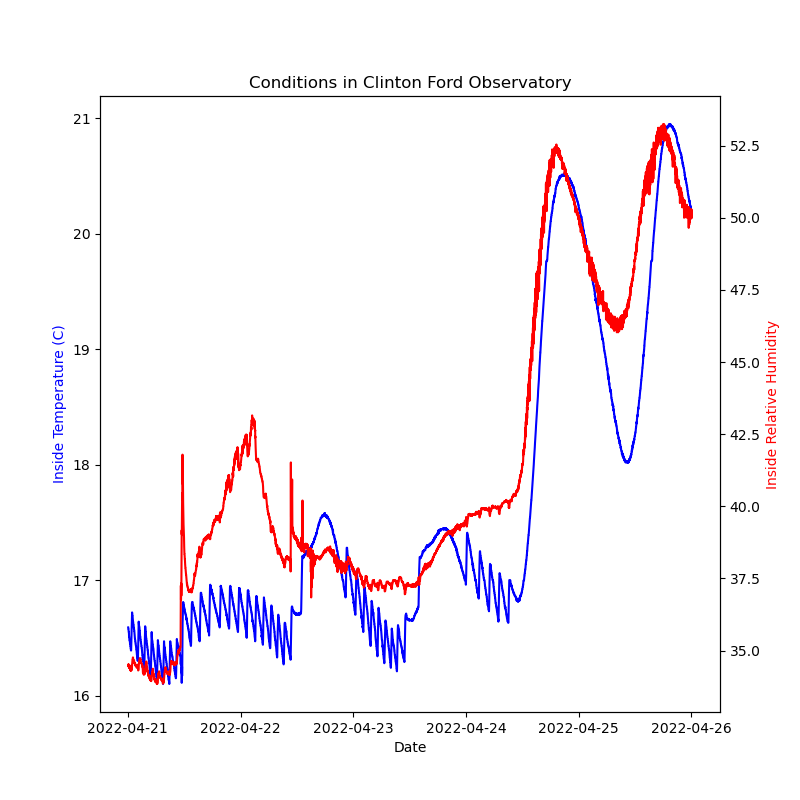 Conditions in Clinton Ford Observatory
21
20
19
18
17
16
Inside Temperature (C)
52.5
50.0
47.5
45.0
42.5
40.0
37.5
35.0
Inside Relative Humidity
2022-04-21 2022-04-22 2022-04-23 2022-04-24 2022-04-25 2022-04-26
Date